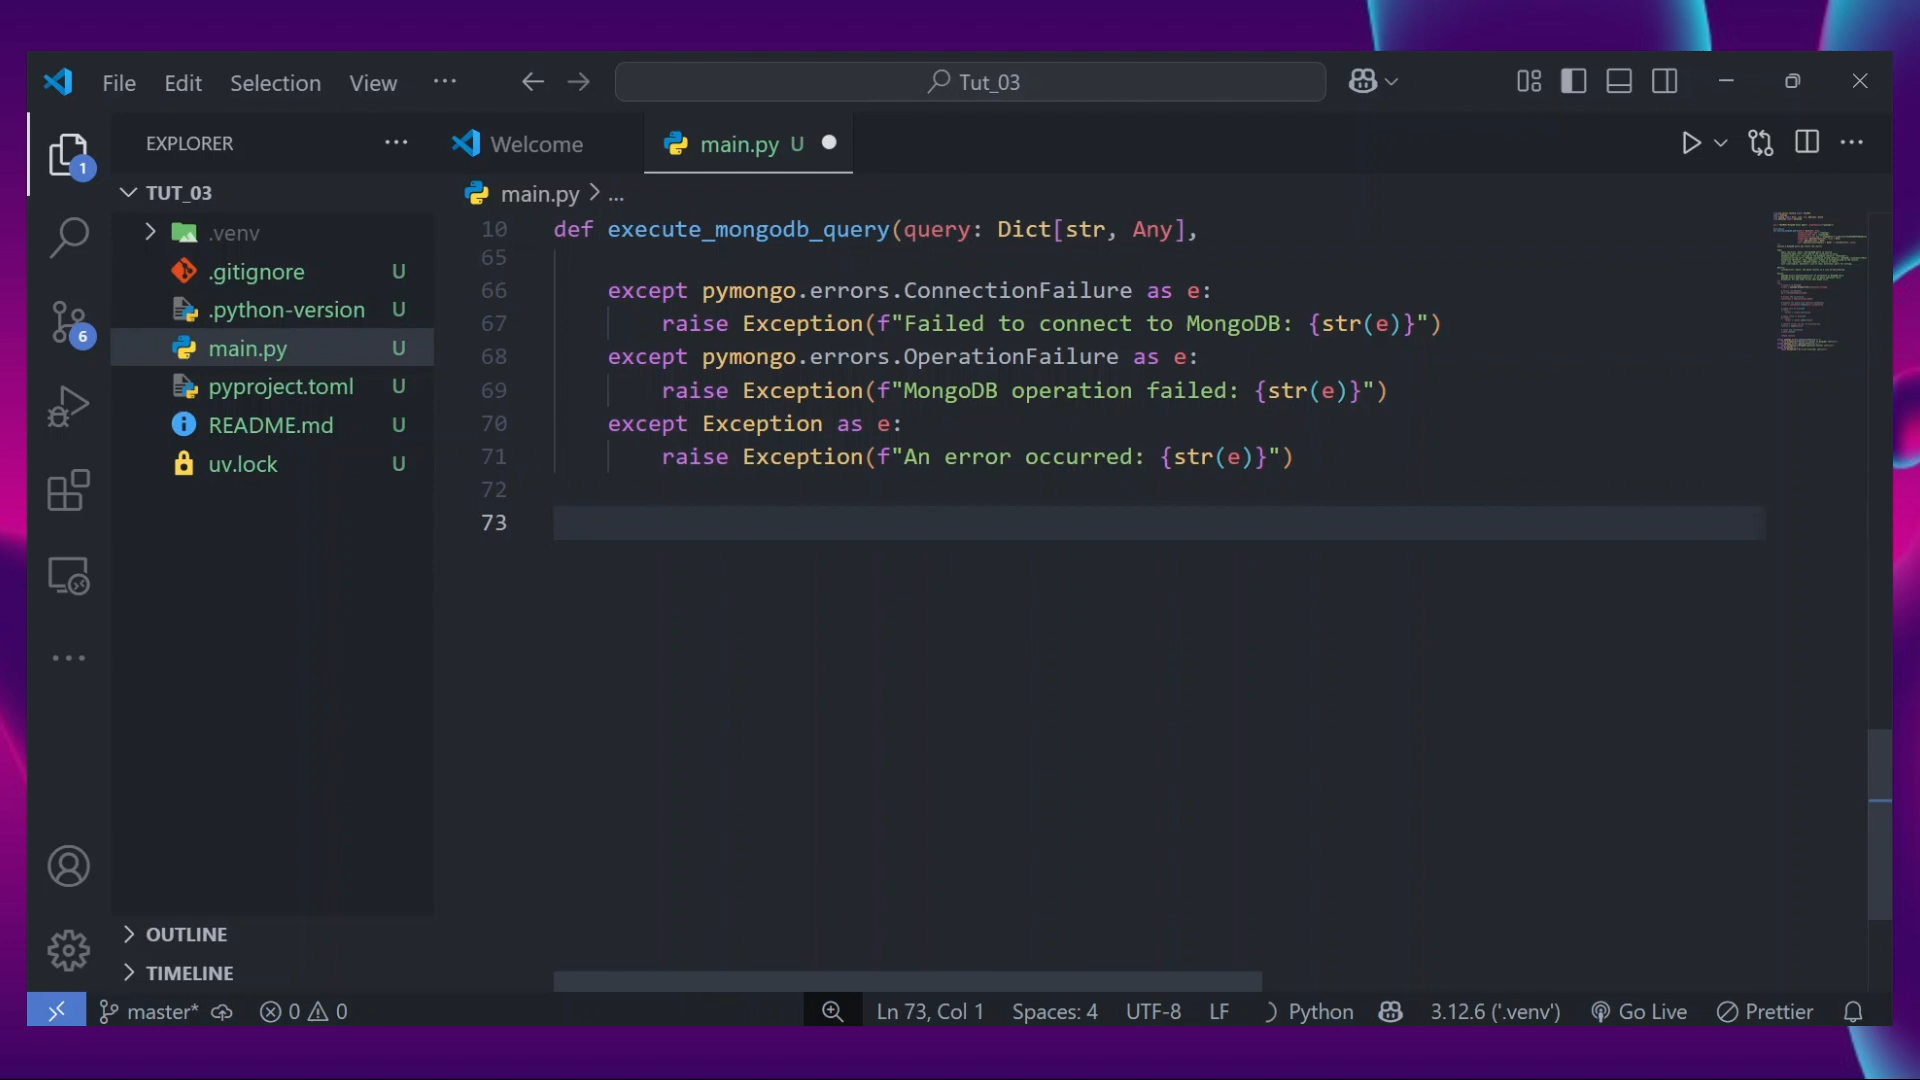 File Edit Selection View ···
Tut_03
EXPLORER
Welcome
main.py U
TUT_03
main.py > ...
.venv
.gitignore U
.python-version U
main.py U
pyproject.toml U
README.md U
uv.lock U
1
6
10 def execute_mongodb_query(query: Dict[str, Any],
65
66 except pymongo.errors.ConnectionFailure as e:
67 raise Exception(f"Failed to connect to MongoDB: {str(e)}")
68 except pymongo.errors.OperationFailure as e:
69 raise Exception(f"MongoDB operation failed: {str(e)}")
70 except Exception as e:
71 raise Exception(f"An error occurred: {str(e)}")
72
73
OUTLINE
TIMELINE
master* 0 0 Ln 73, Col 1 Spaces: 4 UTF-8 LF Python 3.12.6 ('.venv') Go Live Prettier